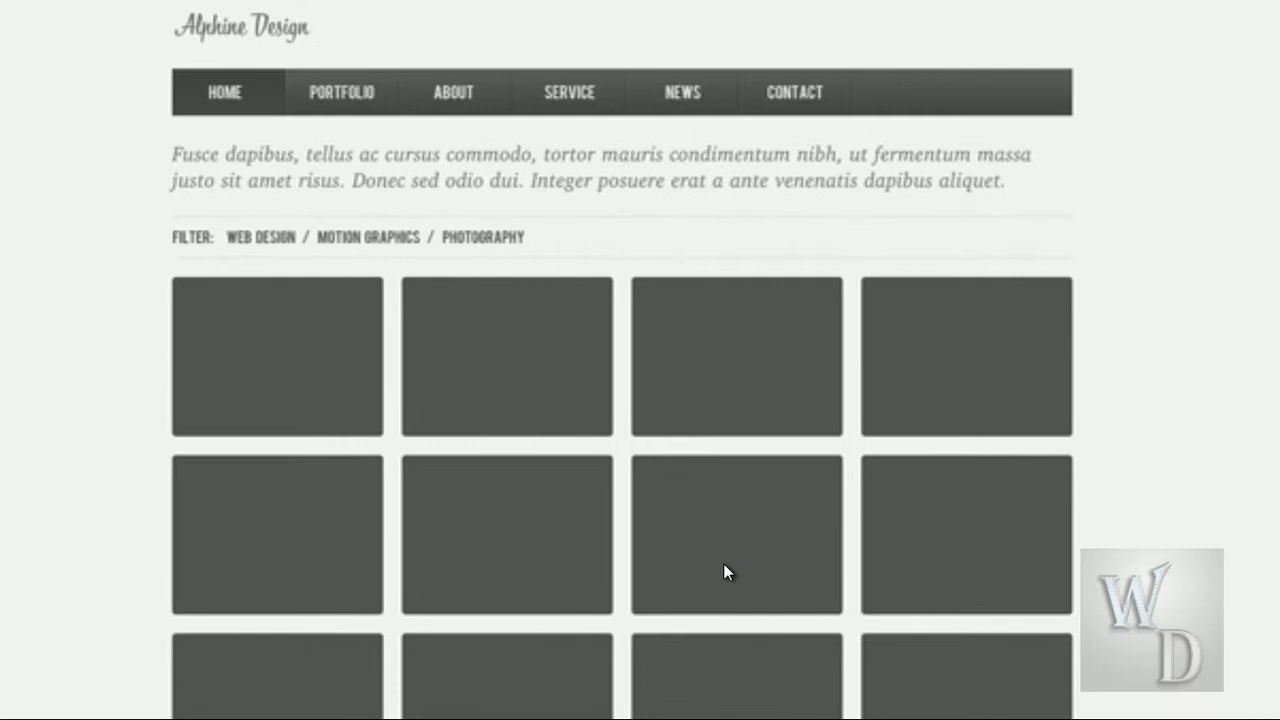 Alphine Design
HOME PORTFOLIO ABOUT SERVICE NEWS CONTACT
Fusce dapibus, tellus ac cursus commodo, tortor mauris condimentum nibh, ut fermentum massa
justo sit amet risus. Donec sed odio dui. Integer posuere erat a ante venenatis dapibus aliquet.
FILTER: WEB DESIGN / MOTION GRAPHICS / PHOTOGRAPHY
W
D